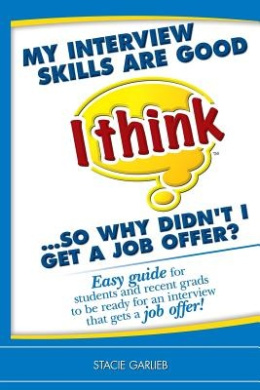 MY INTERVIEW
SKILLS ARE GOOD
I think
TM
...SO WHY DIDN'T I
GET A JOB OFFER?
Easy guide for
students and recent grads
to be ready for an interview
that gets a job offer!
STACIE GARLIEB